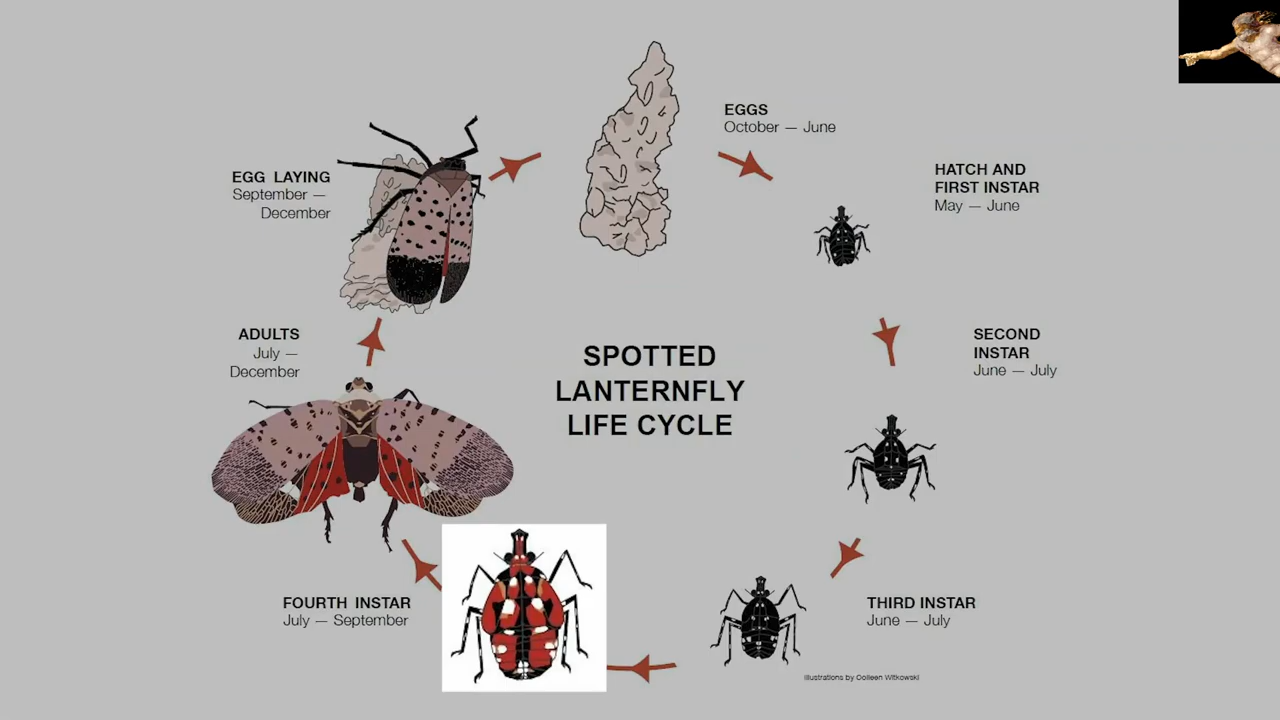 EGGS
October — June
HATCH AND
FIRST INSTAR
May — June
SECOND
INSTAR
June — July
THIRD INSTAR
June — July
FOURTH INSTAR
July — September
ADULTS
July —
December
EGG LAYING
September —
December
SPOTTED
LANTERNFLY
LIFE CYCLE
Illustrations by Colleen Witkowski